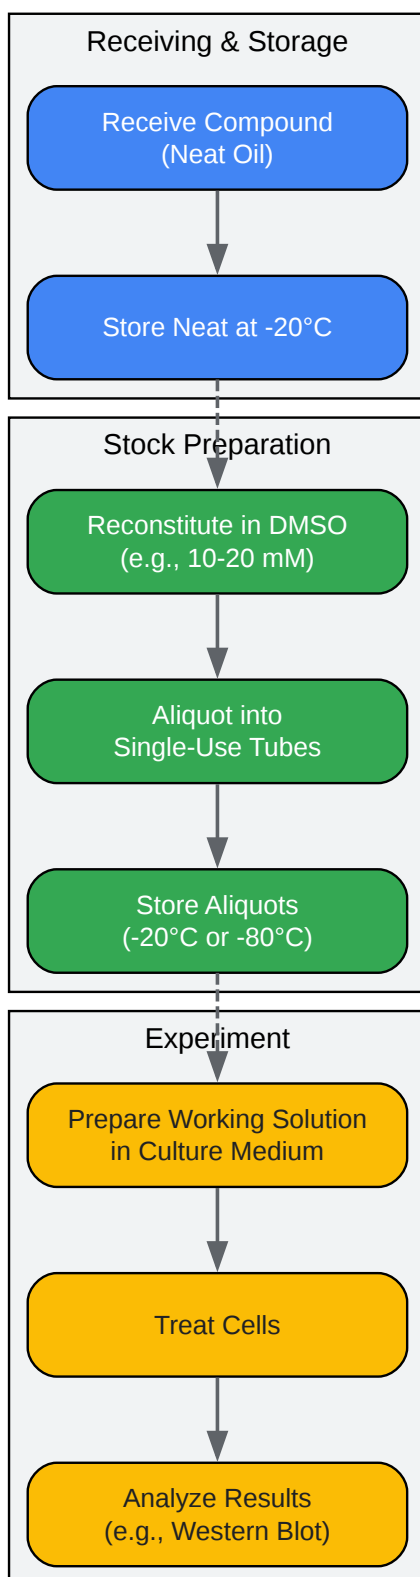 Receiving & Storage
Receive Compound
(Neat Oil)
Store Neat at -20°C
Stock Preparation
Reconstitute in DMSO
(e.g., 10-20 mM)
Aliquot into
Single-Use Tubes
Store Aliquots
(-20°C or -80°C)
Experiment
Prepare Working Solution
in Culture Medium
Treat Cells
Analyze Results
(e.g., Western Blot)